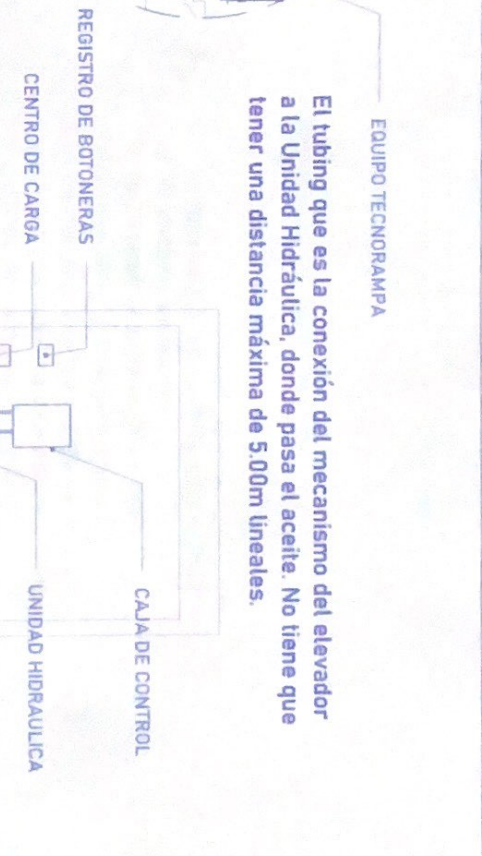 EQUIPO TECNORAMPA
El tubing que es la conexión del mecanismo del elevador
a la Unidad Hidráulica, donde pasa el aceite. No tiene que
tener una distancia máxima de 5.00m lineales.
REGISTRO DE BOTONERAS
CENTRO DE CARGA
CAJA DE CONTROL
UNIDAD HIDRAULICA